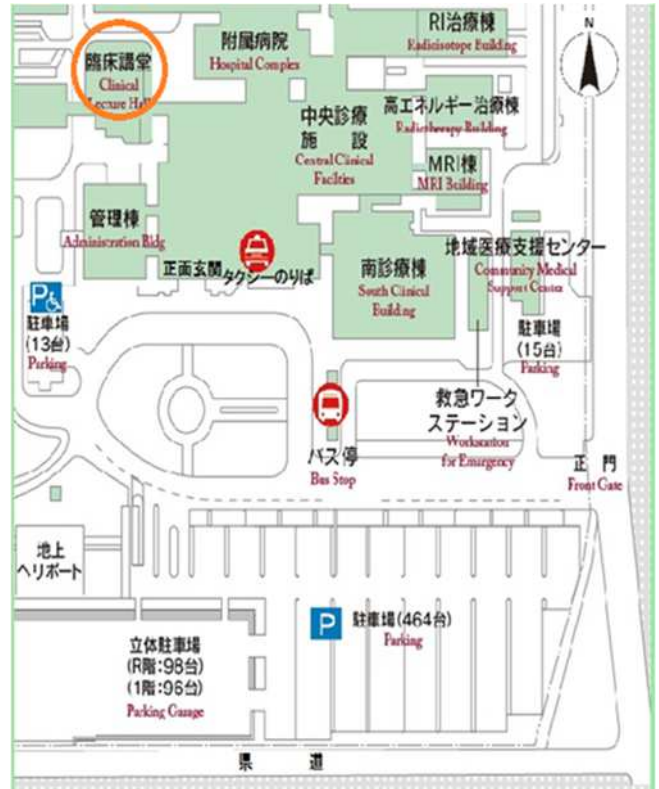 附属病院
Hospital Complex
RI治療棟
Radioisotope Building
N
臨床講堂
Clinical
Lecture Hall
中央診療
施　設
Central Clinical
Facilties
高エネルギー治療棟
Radiotherapy Building
MRI棟
MRI Building
管理棟
Administration Bldg
正面玄関
タクシーのりば
南診療棟
South Clinical
Building
地域医療支援センター
Community Medical
Support Center
P
駐車場
(13台)
Parking
駐車場
(15台)
Parking
救急ワーク
ステーション
Workstation
for Emergency
バス停
Bus Stop
正　門
Front Gate
地上
ヘリポート
P
駐車場(464台)
Parking
立体駐車場
(R階:98台)
(1階:96台)
Parking Garage
県　道